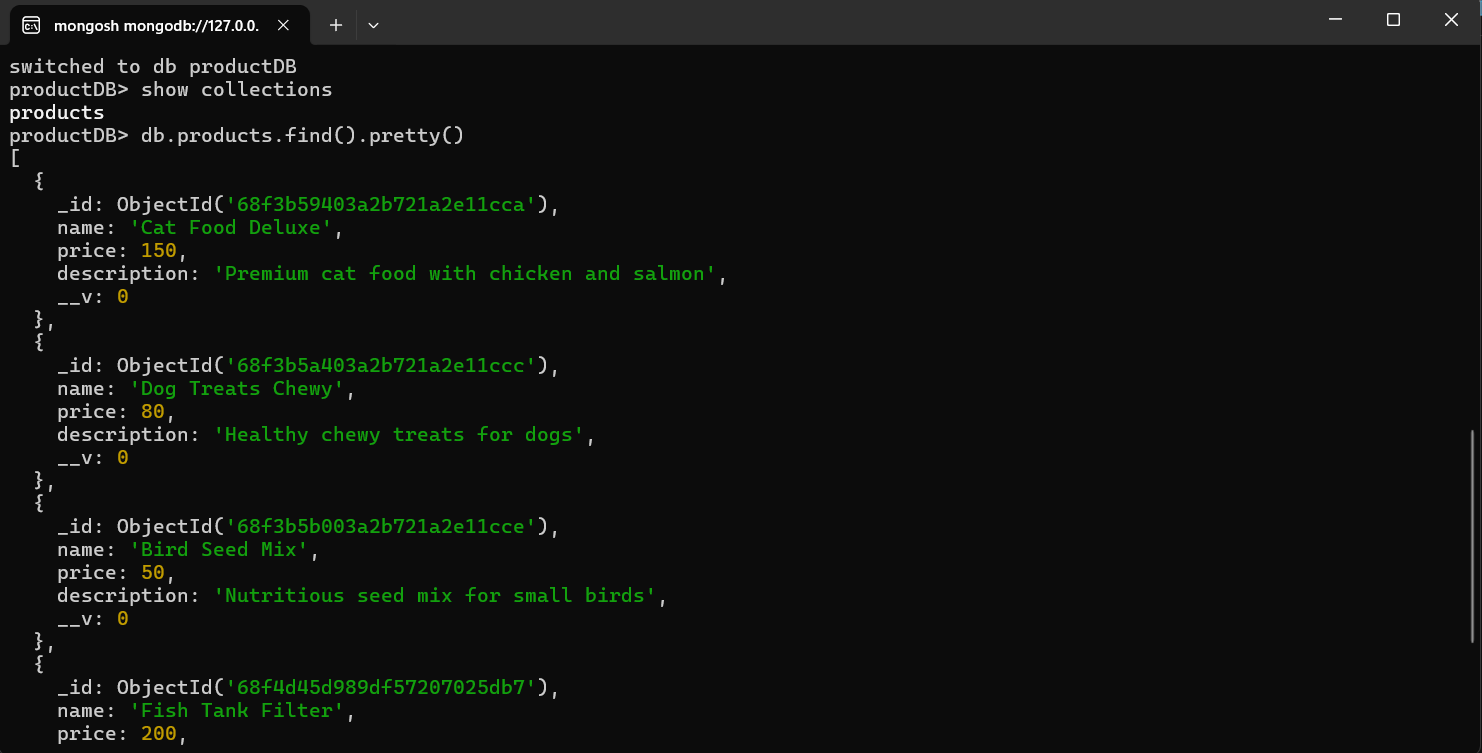 mongosh mongodb://127.0.0.
switched to db productDB
productDB> show collections
products
productDB> db.products.find().pretty()
[
  {
    _id: ObjectId('68f3b59403a2b721a2e11cca'),
    name: 'Cat Food Deluxe',
    price: 150,
    description: 'Premium cat food with chicken and salmon',
    __v: 0
  },
  {
    _id: ObjectId('68f3b5a403a2b721a2e11ccc'),
    name: 'Dog Treats Chewy',
    price: 80,
    description: 'Healthy chewy treats for dogs',
    __v: 0
  },
  {
    _id: ObjectId('68f3b5b003a2b721a2e11cce'),
    name: 'Bird Seed Mix',
    price: 50,
    description: 'Nutritious seed mix for small birds',
    __v: 0
  },
  {
    _id: ObjectId('68f4d45d989df57207025db7'),
    name: 'Fish Tank Filter',
    price: 200,